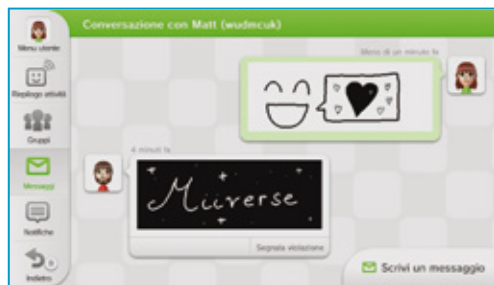 Conversazione con Matt (wudmcuk)
Menu utente
Riepilogo attività
Gruppi
Messaggi
Notifiche
Indietro
Meno di un minuto fa
4 minuti fa
Miiverse
Segnala violazione
Scrivi un messaggio